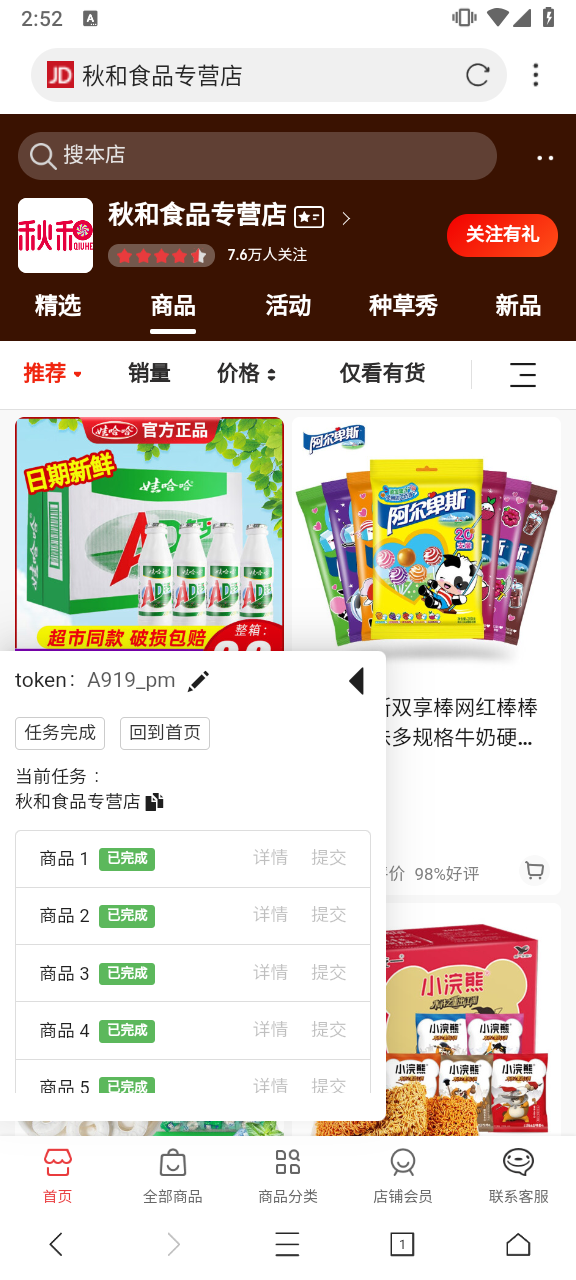 2:52
A
JD 秋和食品专营店
搜本店
秋和 QIUHE
秋和食品专营店
7.6万人关注
关注有礼
精选 商品 活动 种草秀 新品
推荐 销量 价格 仅看有货
娃哈哈 官方正品
日期新鲜
娃哈哈
超市同款 破损包赔
整箱:
阿尔卑斯
阿尔卑斯
20
双享棒网红棒棒
多规格牛奶硬...
98%好评
小浣熊
小浣熊 小浣熊
小浣熊 小浣熊 小浣熊
token: A919_pm
任务完成 回到首页
当前任务：
秋和食品专营店
商品 1 已完成 详情 提交
商品 2 已完成 详情 提交
商品 3 已完成 详情 提交
商品 4 已完成 详情 提交
商品 5 已完成 详情 提交
首页 全部商品 商品分类 店铺会员 联系客服
1